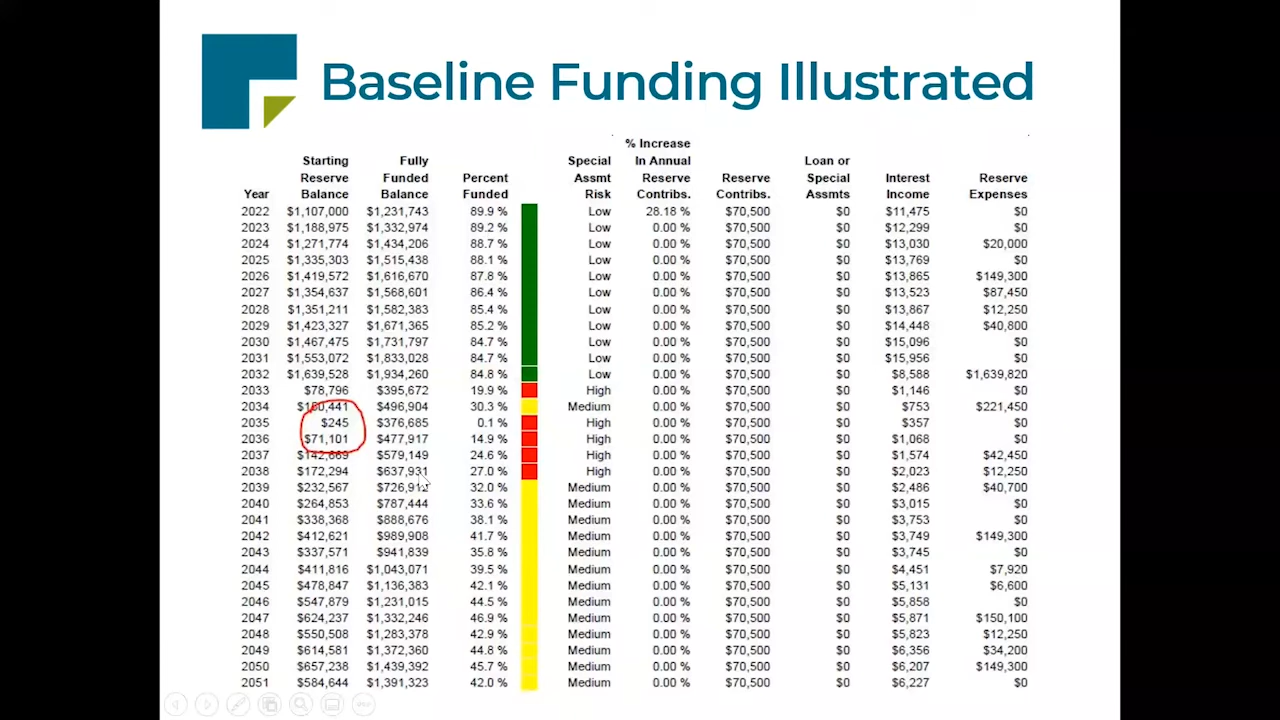 Baseline Funding Illustrated
% Increase
Starting Fully Special In Annual Loan or
Reserve Funded Percent Assmt Reserve Reserve Special Interest Reserve
Year Balance Balance Funded Risk Contribs. Contribs. Assmts Income Expenses
2022 $1,107,000 $1,231,743 89.9 % Low 28.18 % $70,500 $0 $11,475 $0
2023 $1,188,975 $1,332,974 89.2 % Low 0.00 % $70,500 $0 $12,299 $0
2024 $1,271,774 $1,434,206 88.7 % Low 0.00 % $70,500 $0 $13,030 $20,000
2025 $1,335,303 $1,515,438 88.1 % Low 0.00 % $70,500 $0 $13,769 $0
2026 $1,419,572 $1,616,670 87.8 % Low 0.00 % $70,500 $0 $13,865 $149,300
2027 $1,354,637 $1,568,601 86.4 % Low 0.00 % $70,500 $0 $13,523 $87,450
2028 $1,351,211 $1,582,383 85.4 % Low 0.00 % $70,500 $0 $13,867 $12,250
2029 $1,423,327 $1,671,365 85.2 % Low 0.00 % $70,500 $0 $14,448 $40,800
2030 $1,467,475 $1,731,797 84.7 % Low 0.00 % $70,500 $0 $15,096 $0
2031 $1,553,072 $1,833,028 84.7 % Low 0.00 % $70,500 $0 $15,956 $0
2032 $1,639,528 $1,934,260 84.8 % Low 0.00 % $70,500 $0 $8,588 $1,639,820
2033 $78,796 $395,672 19.9 % High 0.00 % $70,500 $0 $1,146 $0
2034 $150,441 $496,904 30.3 % Medium 0.00 % $70,500 $0 $753 $221,450
2035 $245 $376,685 0.1 % High 0.00 % $70,500 $0 $357 $0
2036 $71,101 $477,917 14.9 % High 0.00 % $70,500 $0 $1,068 $0
2037 $142,669 $579,149 24.6 % High 0.00 % $70,500 $0 $1,574 $42,450
2038 $172,294 $637,931 27.0 % High 0.00 % $70,500 $0 $2,023 $12,250
2039 $232,567 $726,912 32.0 % Medium 0.00 % $70,500 $0 $2,486 $40,700
2040 $264,853 $787,444 33.6 % Medium 0.00 % $70,500 $0 $3,015 $0
2041 $338,368 $888,676 38.1 % Medium 0.00 % $70,500 $0 $3,753 $0
2042 $412,621 $989,908 41.7 % Medium 0.00 % $70,500 $0 $3,749 $149,300
2043 $337,571 $941,839 35.8 % Medium 0.00 % $70,500 $0 $3,745 $0
2044 $411,816 $1,043,071 39.5 % Medium 0.00 % $70,500 $0 $4,451 $7,920
2045 $478,847 $1,136,383 42.1 % Medium 0.00 % $70,500 $0 $5,131 $6,600
2046 $547,879 $1,231,015 44.5 % Medium 0.00 % $70,500 $0 $5,858 $0
2047 $624,237 $1,332,246 46.9 % Medium 0.00 % $70,500 $0 $5,871 $150,100
2048 $550,508 $1,283,378 42.9 % Medium 0.00 % $70,500 $0 $5,823 $12,250
2049 $614,581 $1,372,360 44.8 % Medium 0.00 % $70,500 $0 $6,356 $34,200
2050 $657,238 $1,439,392 45.7 % Medium 0.00 % $70,500 $0 $6,207 $149,300
2051 $584,644 $1,391,323 42.0 % Medium 0.00 % $70,500 $0 $6,227 $0